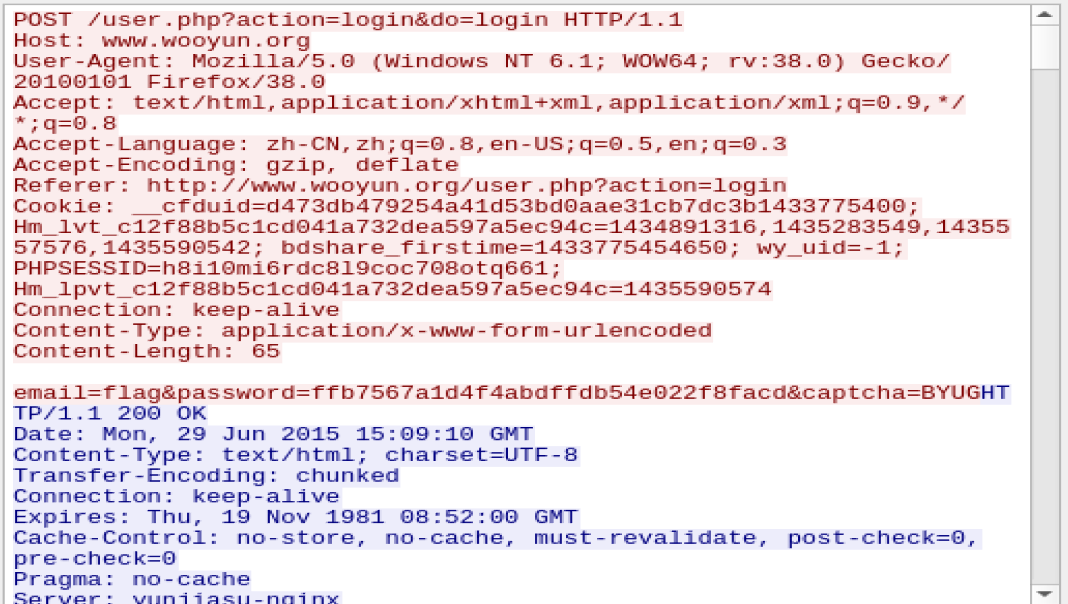 POST /user.php?action=login&do=login HTTP/1.1
Host: www.wooyun.org
User-Agent: Mozilla/5.0 (Windows NT 6.1; WOW64; rv:38.0) Gecko/
20100101 Firefox/38.0
Accept: text/html,application/xhtml+xml,application/xml;q=0.9,*/
*;q=0.8
Accept-Language: zh-CN,zh;q=0.8,en-US;q=0.5,en;q=0.3
Accept-Encoding: gzip, deflate
Referer: http://www.wooyun.org/user.php?action=login
Cookie: __cfduid=d473db479254a41d53bd0aae31cb7dc3b1433775400;
Hm_lvt_c12f88b5c1cd041a732dea597a5ec94c=1434891316,1435283549,14355
57576,1435590542; bdshare_firstime=1433775454650; wy_uid=-1;
PHPSESSID=h8i10mi6rdc8l9coc708otq661;
Hm_lpvt_c12f88b5c1cd041a732dea597a5ec94c=1435590574
Connection: keep-alive
Content-Type: application/x-www-form-urlencoded
Content-Length: 65
email=flag&password=ffb7567a1d4f4abdffdb54e022f8facd&captcha=BYUGHT
TP/1.1 200 OK
Date: Mon, 29 Jun 2015 15:09:10 GMT
Content-Type: text/html; charset=UTF-8
Transfer-Encoding: chunked
Connection: keep-alive
Expires: Thu, 19 Nov 1981 08:52:00 GMT
Cache-Control: no-store, no-cache, must-revalidate, post-check=0,
pre-check=0
Pragma: no-cache
Server: yunjiasu-nginx